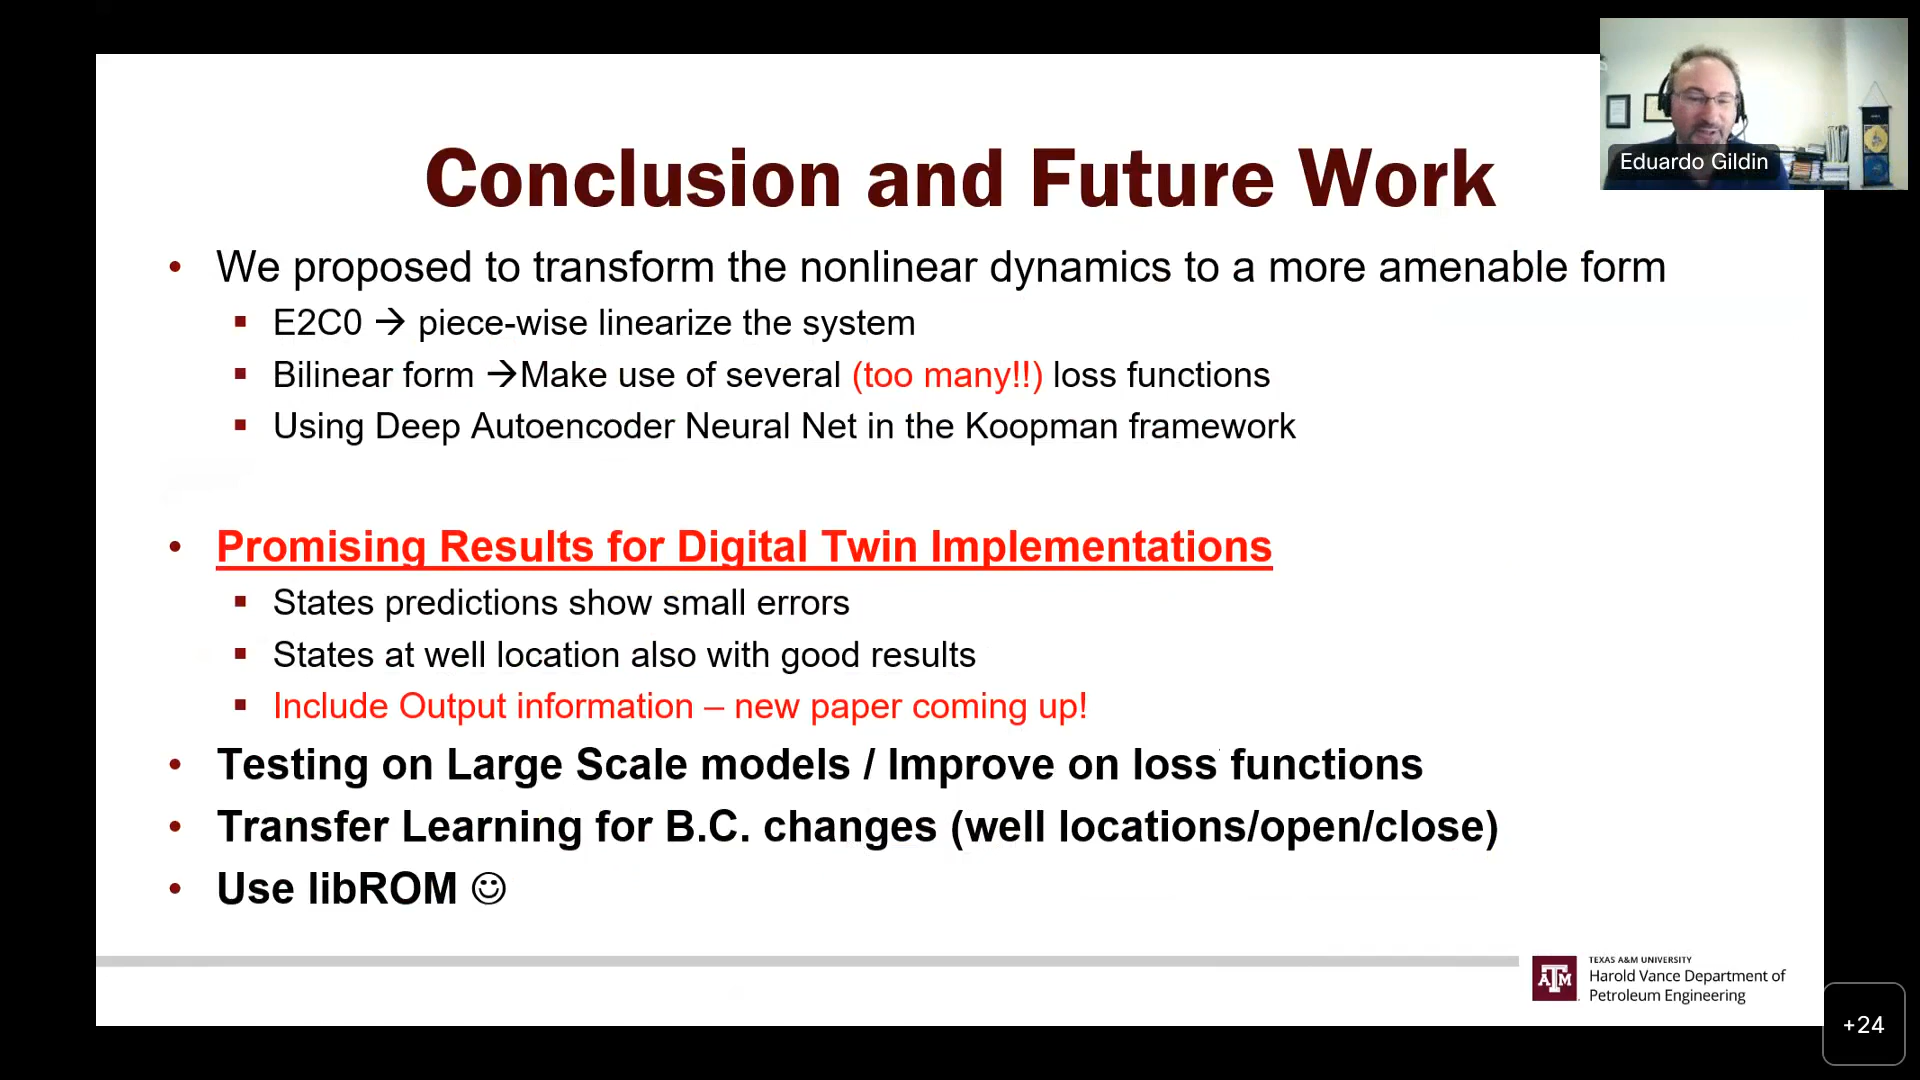 Eduardo Gildin
Conclusion and Future Work
• We proposed to transform the nonlinear dynamics to a more amenable form
▪ E2C0 → piece-wise linearize the system
▪ Bilinear form →Make use of several (too many!!) loss functions
▪ Using Deep Autoencoder Neural Net in the Koopman framework
• Promising Results for Digital Twin Implementations
▪ States predictions show small errors
▪ States at well location also with good results
▪ Include Output information – new paper coming up!
• Testing on Large Scale models / Improve on loss functions
• Transfer Learning for B.C. changes (well locations/open/close)
• Use libROM ☺
ATM
TEXAS A&M UNIVERSITY
Harold Vance Department of
Petroleum Engineering
+24